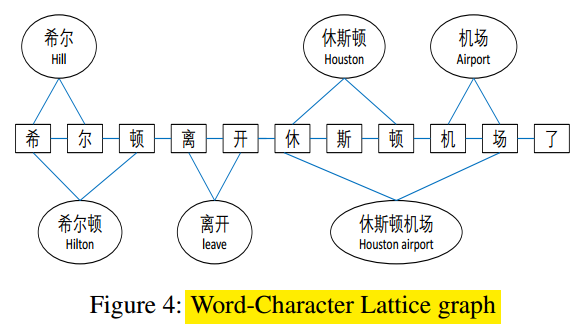 希尔
Hill
休斯顿
Houston
机场
Airport
希 尔 顿 离 开 休 斯 顿 机 场 了
希尔顿
Hilton
离开
leave
休斯顿机场
Houston airport
Figure 4: Word-Character Lattice graph